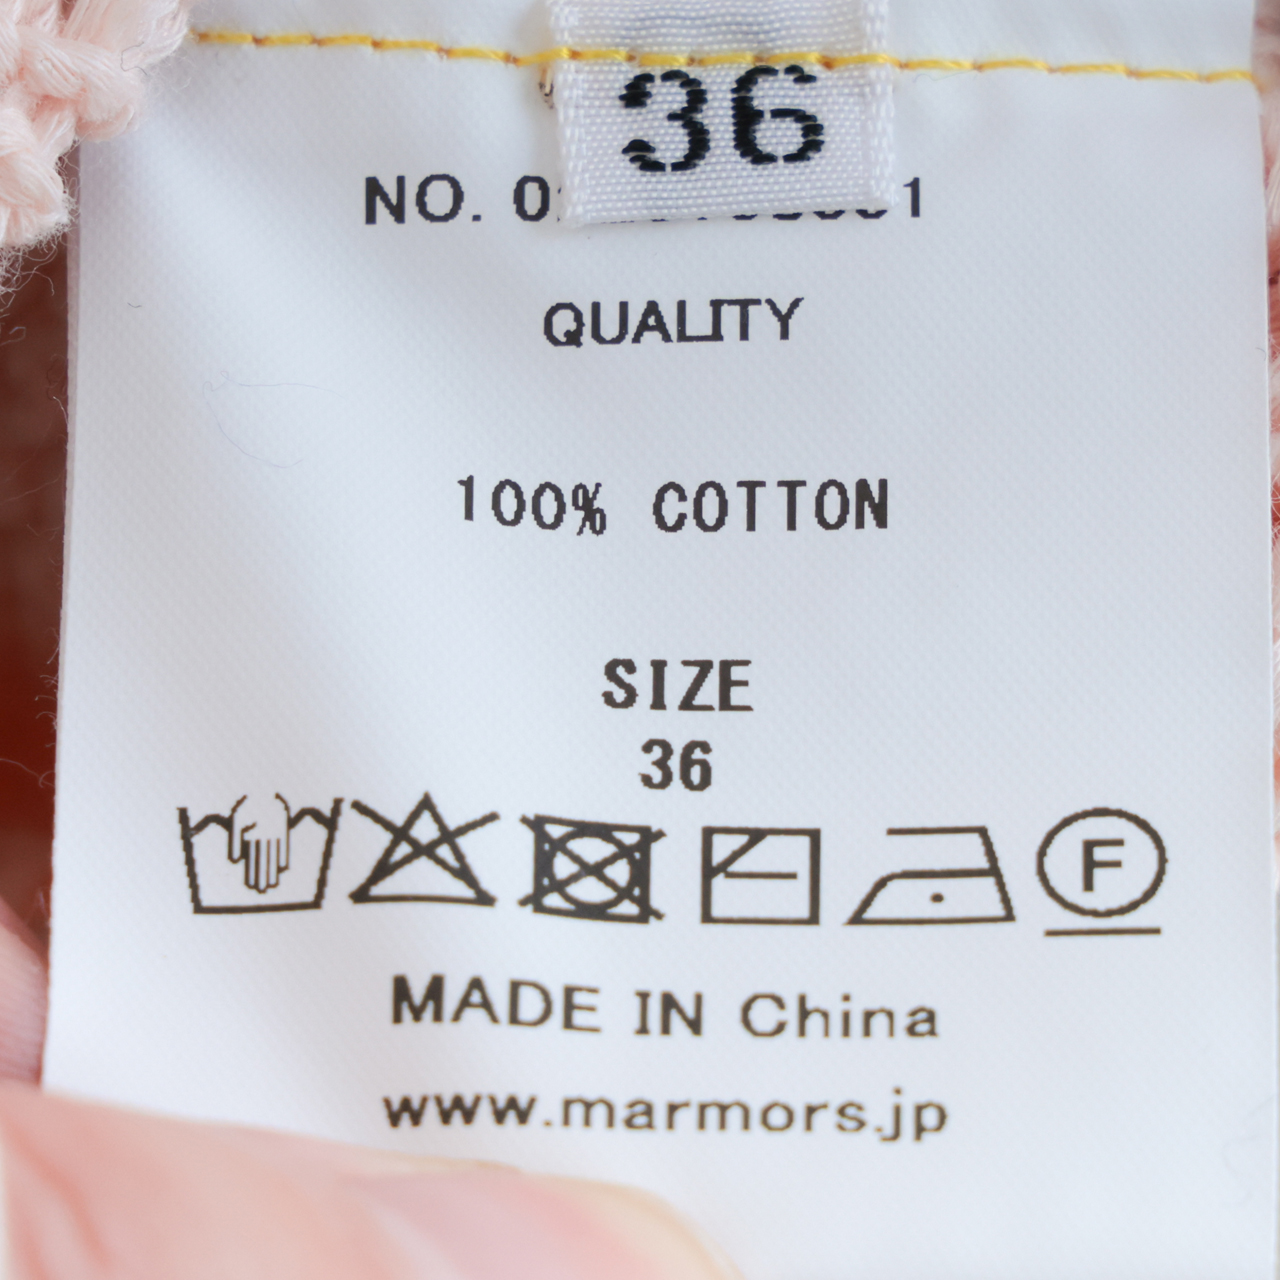 36
NO.
QUALITY
100% COTTON
SIZE
36
F
MADE IN China
www.marmors.jp